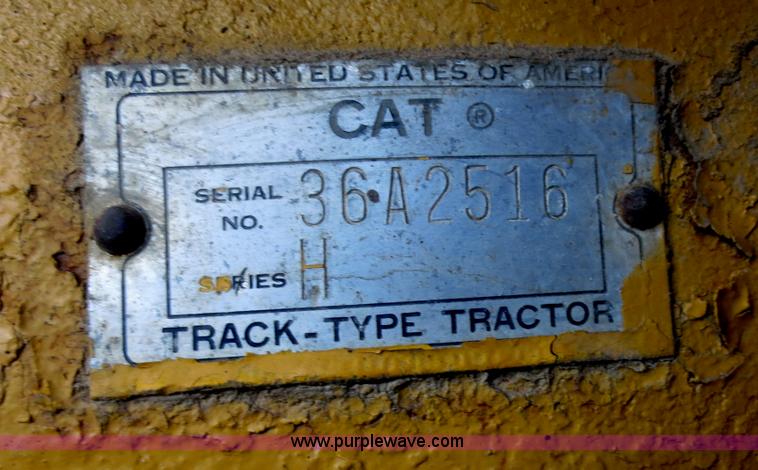 MADE IN UNITED STATES OF AMERI
CAT ®
SERIAL NO. 36A2516
SERIES H
TRACK-TYPE TRACTOR
www.purplewave.com